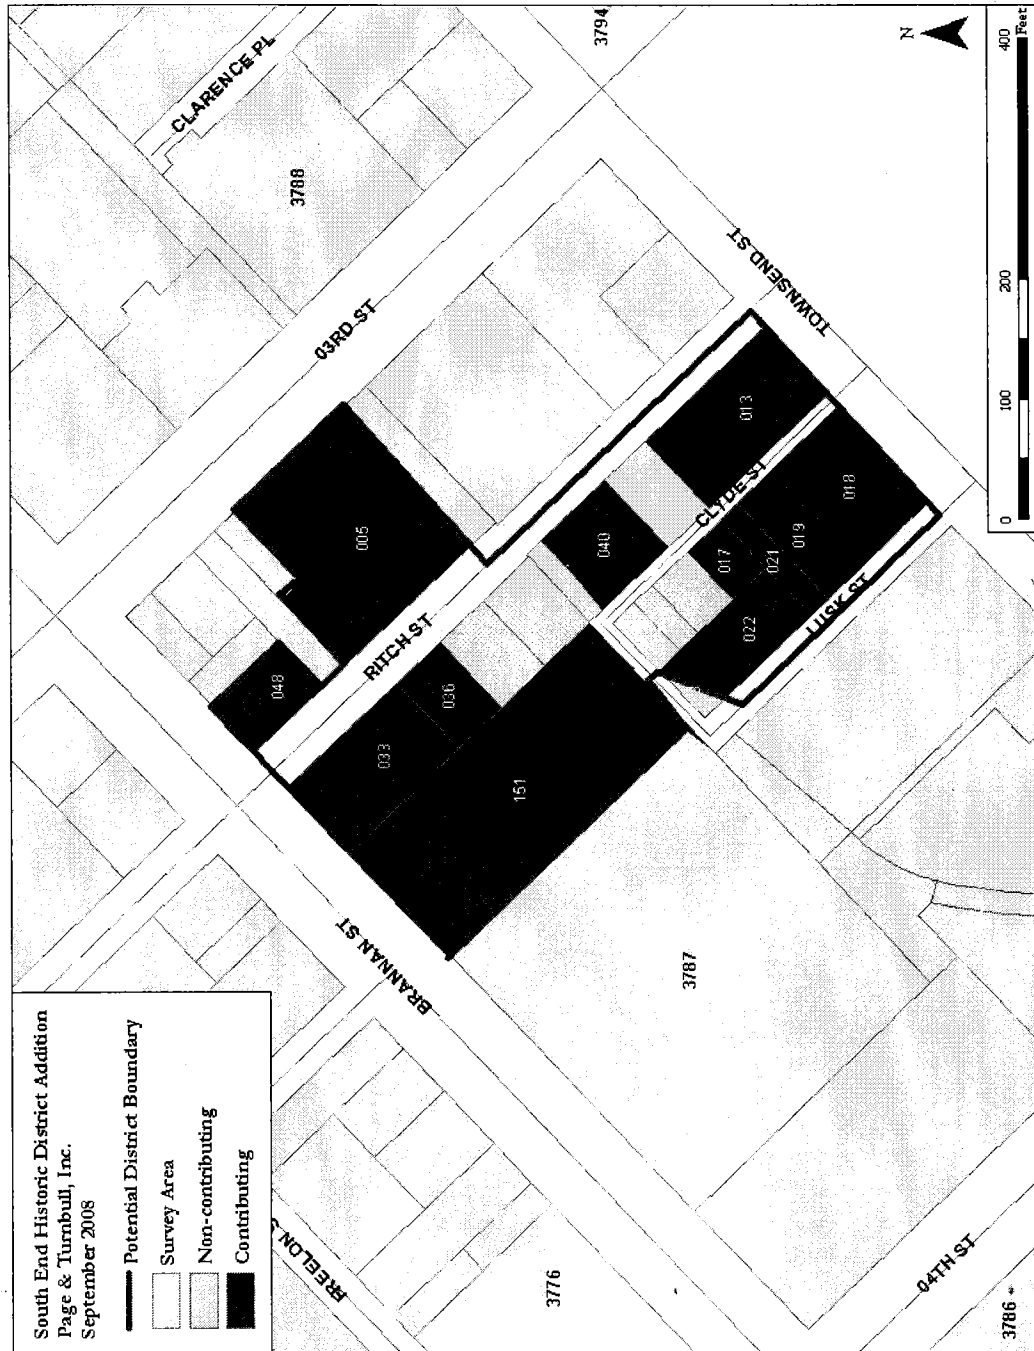 South End Historic District Addition
Page & Turnbull, Inc.
September 2008
Potential District Boundary
Survey Area
Non-contributing
Contributing
CLARENCE PL
3794
N
3788
03RD ST
TOWNSEND ST
400
Feet
200
100
0
005
013
CLYDE ST
018
040
017
021
019
048
RITCH ST
022
LUSK ST
036
033
151
BRANNAN ST
3787
FREELON S
3776
04TH ST
3786